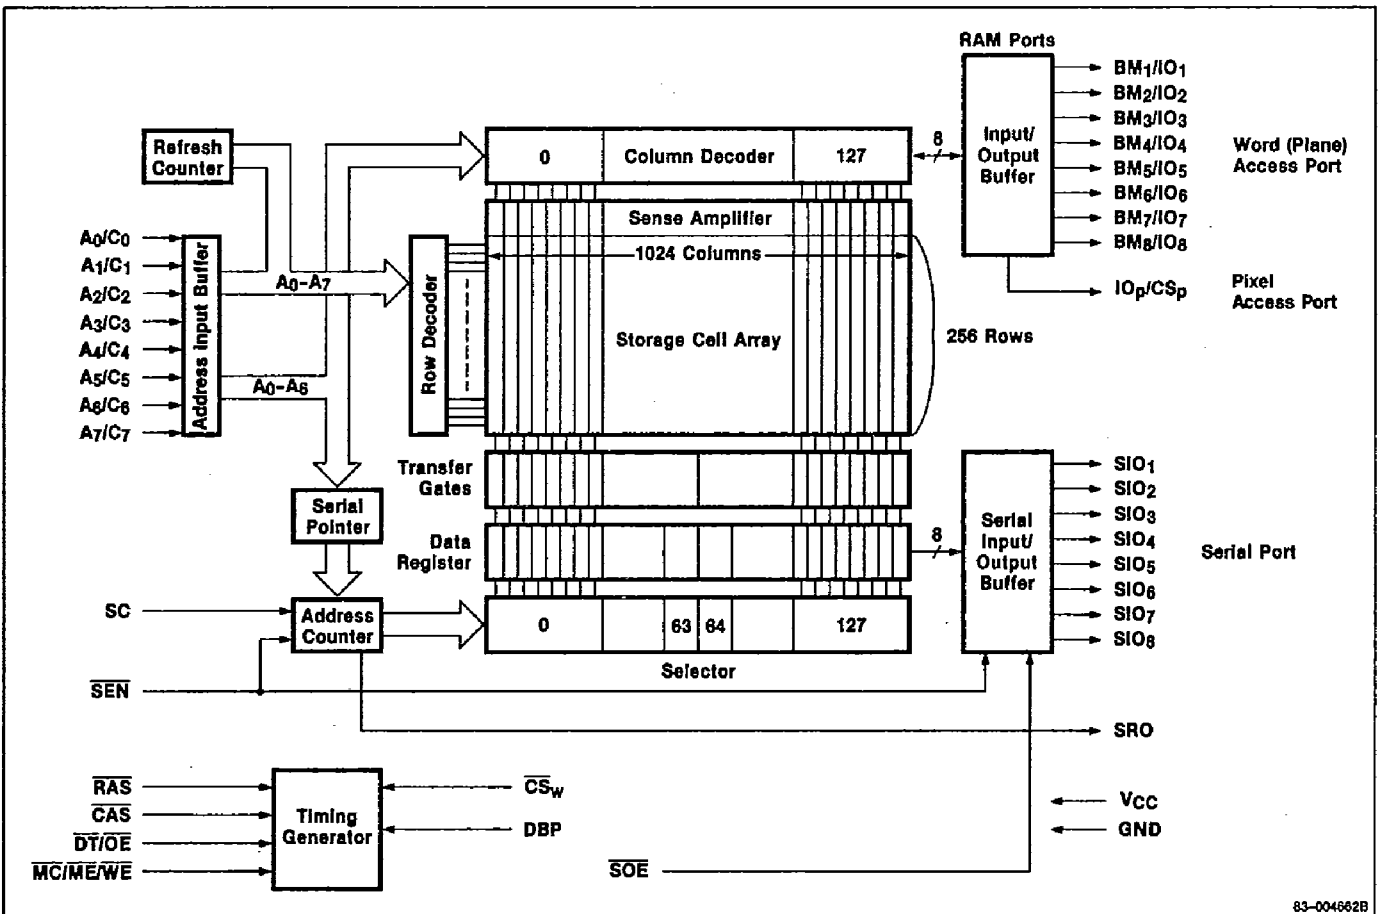 RAM Ports
BM1/IO1
BM2/IO2
BM3/IO3
BM4/IO4
BM5/IO5
BM6/IO6
BM7/IO7
BM8/IO8
Input/
Output
Buffer
8
Word (Plane)
Access Port
IOp/CSp
Pixel
Access Port
Refresh
Counter
0
Column Decoder
127
Sense Amplifier
1024 Columns
Storage Cell Array
256 Rows
A0/C0
A1/C1
A2/C2
A3/C3
A4/C4
A5/C5
A6/C6
A7/C7
Address Input Buffer
A0–A7
A0–A6
Row Decoder
Transfer
Gates
Serial
Pointer
Data
Register
8
Serial
Input/
Output
Buffer
SIO1
SIO2
SIO3
SIO4
SIO5
SIO6
SIO7
SIO8
Serial Port
SC
Address
Counter
0
63
64
127
Selector
SEN
SRO
RAS
CAS
DT/OE
MC/ME/WE
Timing
Generator
CSw
DBP
SOE
VCC
GND
83-004662B